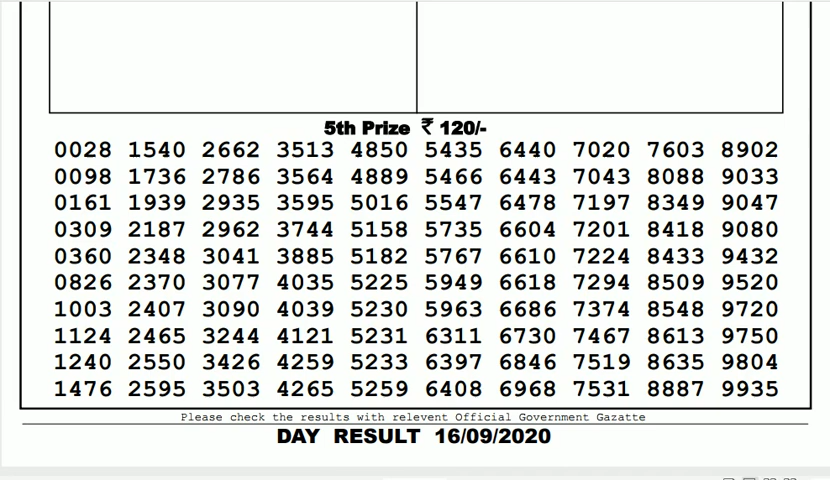 5th Prize ₹ 120/-
0028 1540 2662 3513 4850 5435 6440 7020 7603 8902
0098 1736 2786 3564 4889 5466 6443 7043 8088 9033
0161 1939 2935 3595 5016 5547 6478 7197 8349 9047
0309 2187 2962 3744 5158 5735 6604 7201 8418 9080
0360 2348 3041 3885 5182 5767 6610 7224 8433 9432
0826 2370 3077 4035 5225 5949 6618 7294 8509 9520
1003 2407 3090 4039 5230 5963 6686 7374 8548 9720
1124 2465 3244 4121 5231 6311 6730 7467 8613 9750
1240 2550 3426 4259 5233 6397 6846 7519 8635 9804
1476 2595 3503 4265 5259 6408 6968 7531 8887 9935
Please check the results with relevent Official Government Gazatte
DAY RESULT 16/09/2020